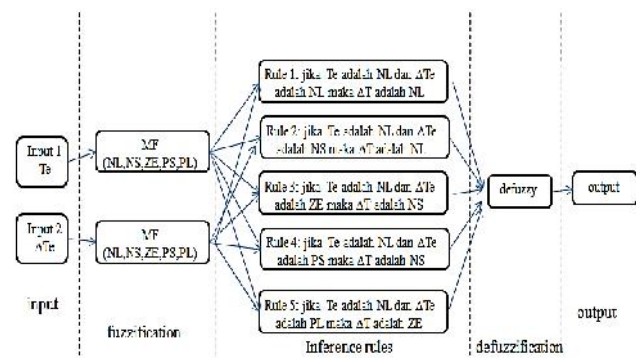 Input 1
Te
Input 2
ΔTe
input
MF
(NL,NS,ZE,PS,PL)
MF
(NL,NS,ZE,PS,PL)
fuzzification
Rule 1: jika Te adalah NL dan ΔTe
adalah NL maka ΔT adalah NL
Rule 2: jika Te adalah NL dan ΔTe
adalah NS maka ΔT adalah NL
Rule 3: jika Te adalah NL dan ΔTe
adalah ZE maka ΔT adalah NS
Rule 4: jika Te adalah NL dan ΔTe
adalah PS maka ΔT adalah NS
Rule 5: jika Te adalah NL dan ΔTe
adalah PL maka ΔT adalah ZE
Inference rules
defuzzy
defuzzification
output
output